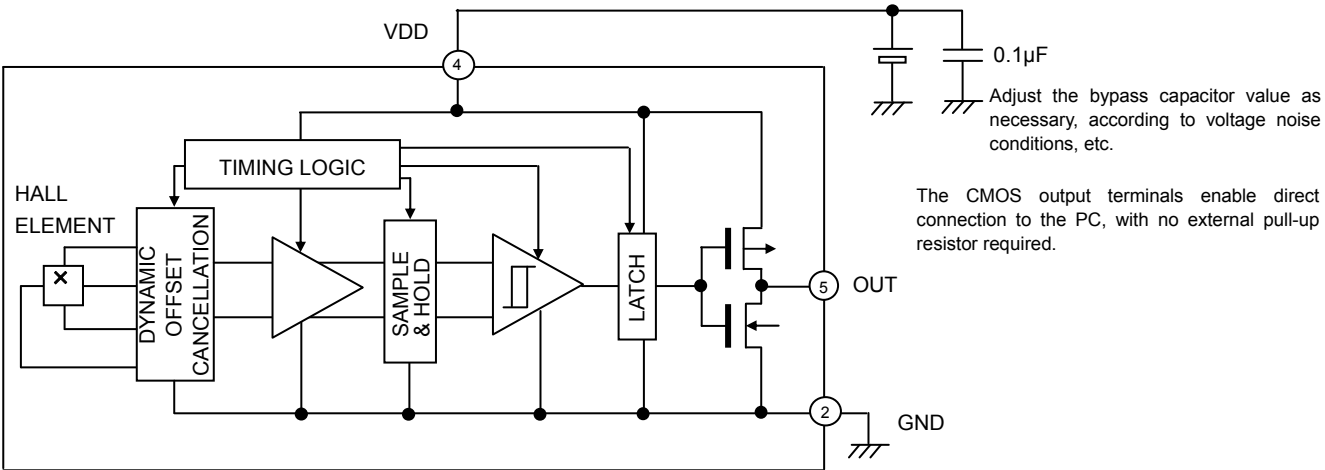 VDD
4
0.1µF
Adjust the bypass capacitor value as
necessary, according to voltage noise
conditions, etc.
TIMING LOGIC
HALL
ELEMENT
×
DYNAMIC
OFFSET
CANCELLATION
SAMPLE
& HOLD
LATCH
The CMOS output terminals enable direct
connection to the PC, with no external pull-up
resistor required.
5
OUT
2
GND